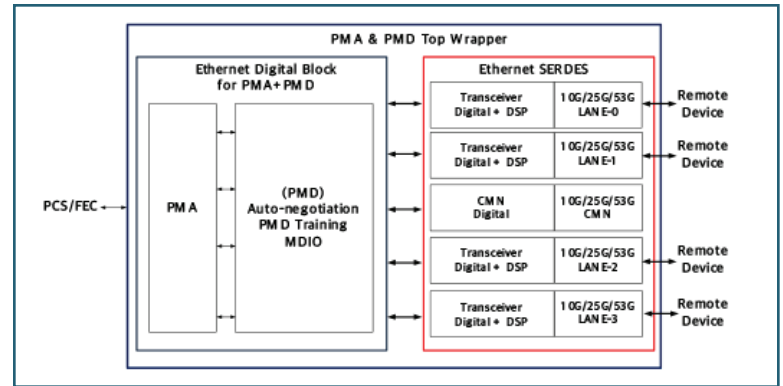 PMA & PMD Top Wrapper
Ethernet Digital Block
for PMA+PMD
Ethernet SERDES
PCS/FEC
PMA
(PMD)
Auto-negotiation
PMD Training
MDIO
Transceiver
Digital + DSP
10G/25G/53G
LANE-0
Remote
Device
Transceiver
Digital + DSP
10G/25G/53G
LANE-1
Remote
Device
CMN
Digital
10G/25G/53G
CMN
Transceiver
Digital + DSP
10G/25G/53G
LANE-2
Remote
Device
Transceiver
Digital + DSP
10G/25G/53G
LANE-3
Remote
Device